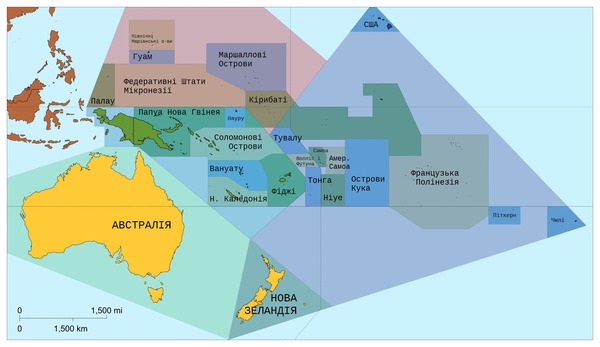 США
Північні
Маріанські о-ви
Гуам
Маршаллові
Острови
Федеративні Штати
Мікронезії
Палау
Кірибаті
Папуа Нова Гвінея
Науру
Соломонові
Острови
Тувалу
Самоа
Волліс і
Футуна
Амер.
Самоа
Вануату
Французька
Полінезія
Тонга
Острови
Кука
Фіджі
Н. Каледонія
Ніуе
Піткерн
Чилі
АВСТРАЛІЯ
НОВА
ЗЕЛАНДІЯ
0 1,500 mi
0 1,500 km